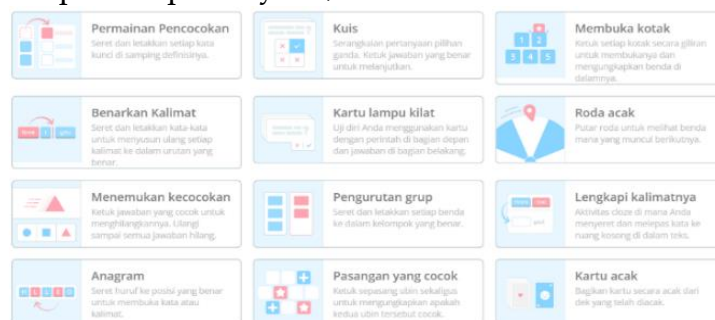 Permainan Pencocokan
Seret dan letakkan setiap kata
kunci di samping definisinya.
Kuis
Serangkaian pertanyaan pilihan
ganda. Ketuk jawaban yang benar
untuk melanjutkan.
Membuka kotak
Ketuk setiap kotak secara giliran
untuk membukanya dan
mengungkapkan benda di
dalamnya.
1 2
3 4 5
Benarkan Kalimat
Seret dan letakkan kata-kata
untuk menyusun ulang setiap
kalimat ke dalam urutan yang
benar.
Kartu lampu kilat
Uji diri Anda menggunakan kartu
dengan perintah di bagian depan
dan jawaban di bagian belakang.
Roda acak
Putar roda untuk melihat benda
mana yang muncul berikutnya.
Menemukan kecocokan
Ketuk jawaban yang cocok untuk
menghilangkannya. Ulangi
sampai semua jawaban hilang.
Pengurutan grup
Seret dan letakkan setiap benda
ke dalam kelompok yang benar.
Lengkapi kalimatnya
Aktivitas cloze di mana Anda
menyeret dan melepas kata ke
ruang kosong di dalam teks.
Anagram
Seret huruf ke posisi yang benar
untuk membuka kata atau
kalimat.
Pasangan yang cocok
Ketuk sepasang ubin sekaligus
untuk mengungkapkan apakah
kedua ubin tersebut cocok.
Kartu acak
Bagikan kartu secara acak dari
dek yang telah diacak.